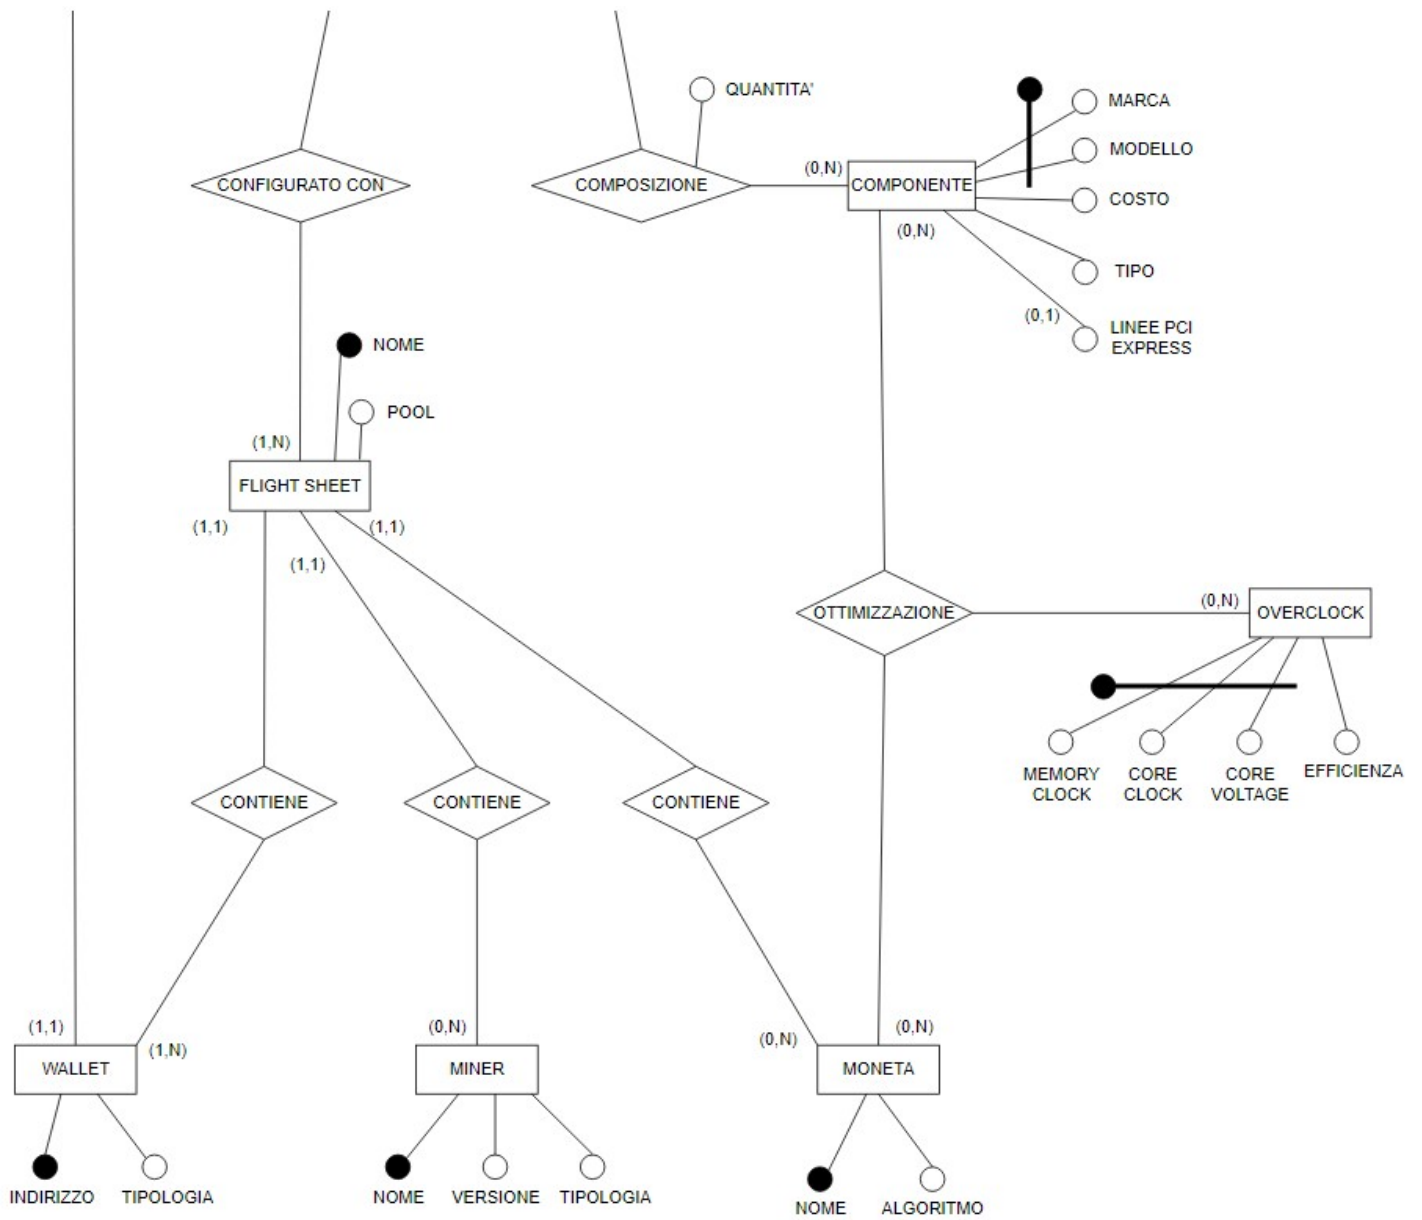 QUANTITA'
MARCA
MODELLO
COSTO
TIPO
LINEE PCI
EXPRESS
(0,1)
(0,N)
CONFIGURATO CON
COMPOSIZIONE
COMPONENTE
(0,N)
NOME
POOL
(1,N)
FLIGHT SHEET
(1,1)
(1,1)
(1,1)
OTTIMIZZAZIONE
(0,N)
OVERCLOCK
MEMORY
CLOCK
CORE
CLOCK
CORE
VOLTAGE
EFFICIENZA
CONTIENE
CONTIENE
CONTIENE
(1,1)
(1,N)
(0,N)
(0,N)
(0,N)
WALLET
MINER
MONETA
INDIRIZZO
TIPOLOGIA
NOME
VERSIONE
TIPOLOGIA
NOME
ALGORITMO